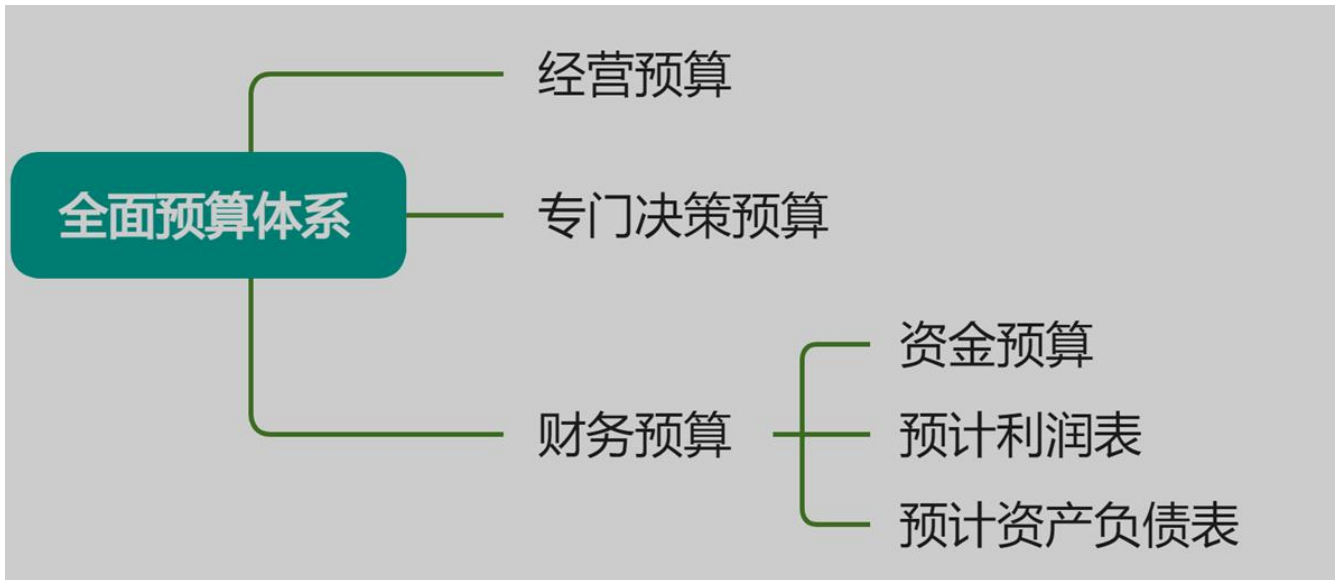 经营预算
全面预算体系
专门决策预算
财务预算
资金预算
预计利润表
预计资产负债表